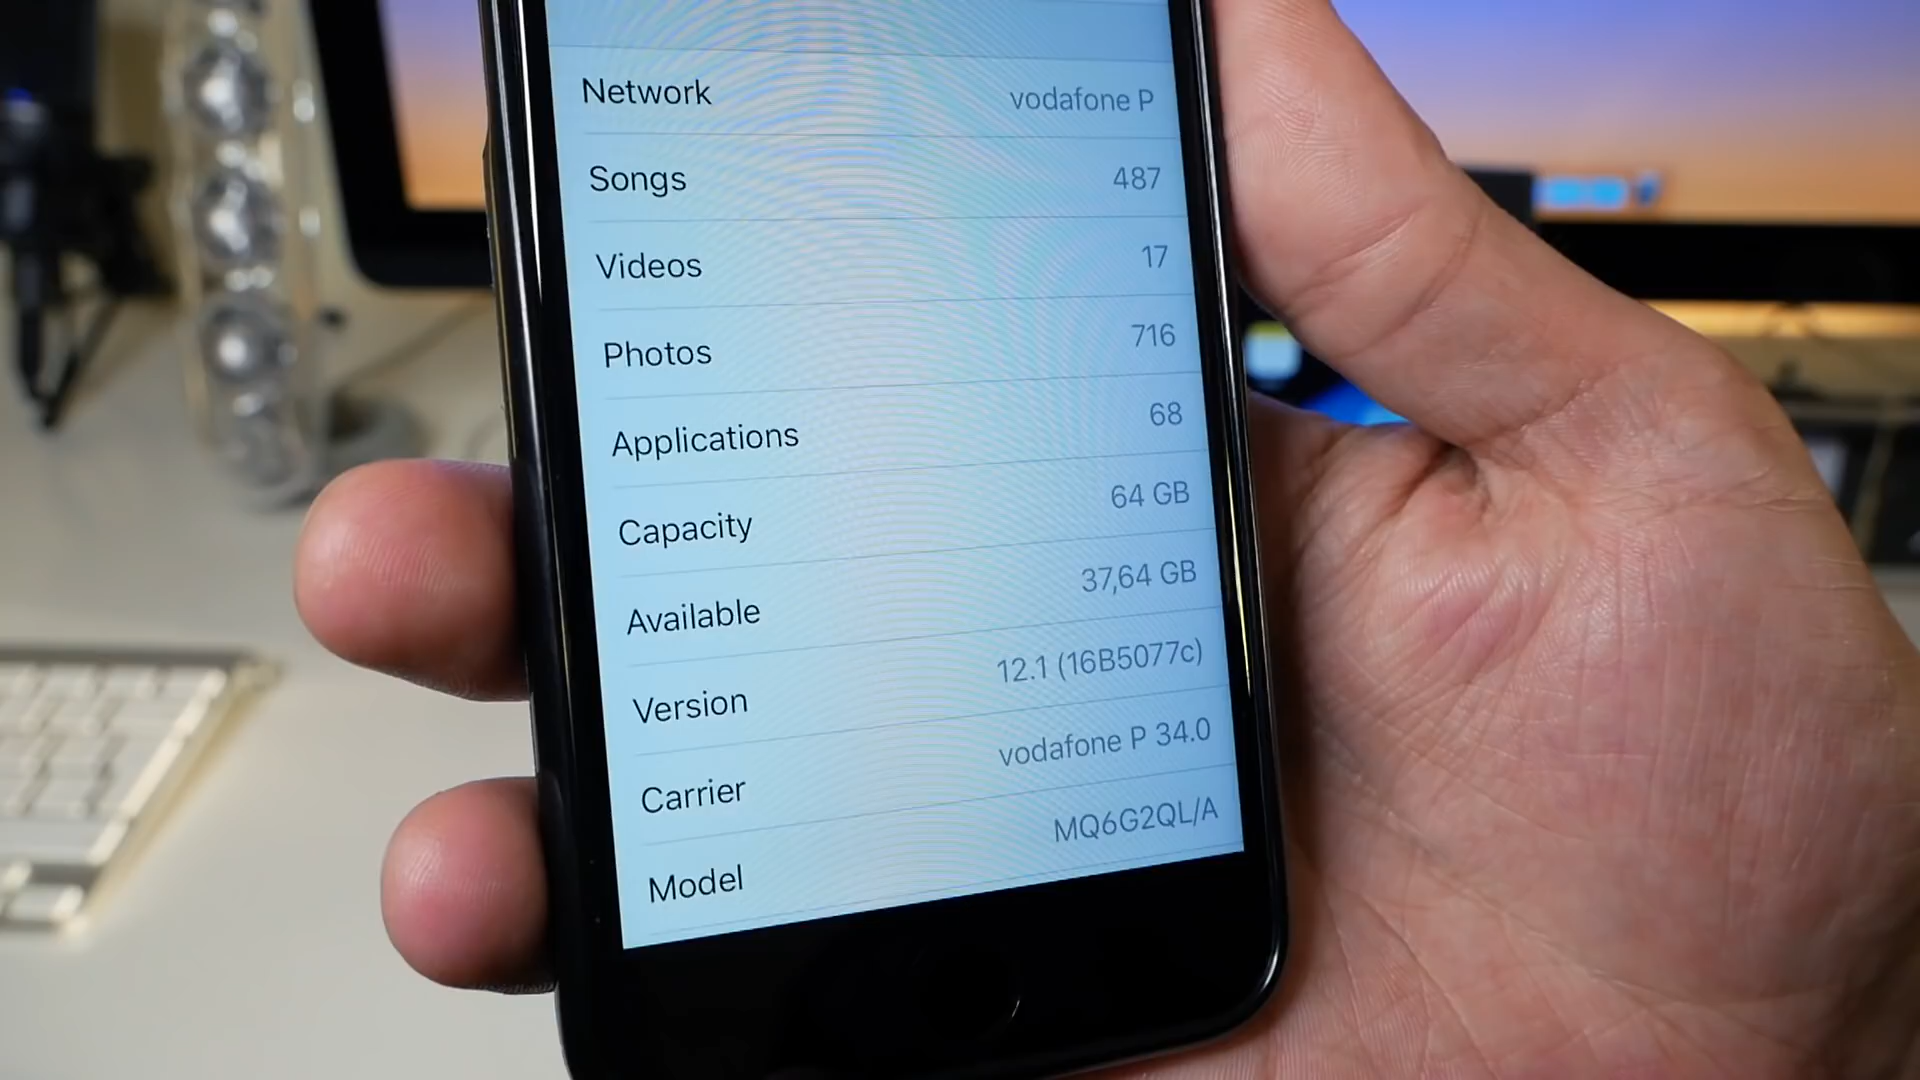 Network vodafone P
Songs 487
Videos 17
Photos 716
Applications 68
Capacity 64 GB
Available 37,64 GB
Version 12.1 (16B5077c)
Carrier vodafone P 34.0
Model MQ6G2QL/A